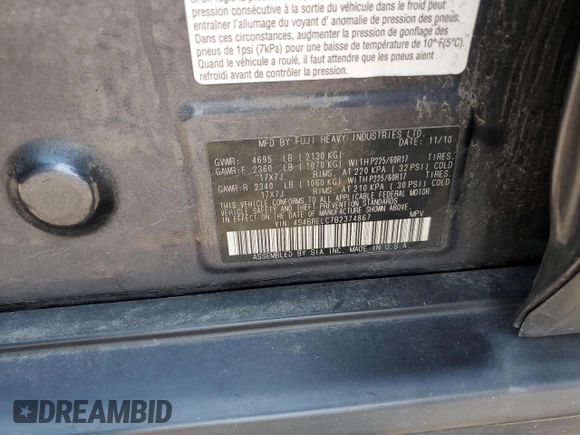 pression consécutive à la sortie du véhicule dans le froid peut
entraîner l'allumage du voyant d' anomalie de pression des pneus.
Dans ces circonstances, augmenter la pression de gonflage des
pneus de 1psi (7kPa) pour une baisse de température de 10°F(5°C).
Quand le véhicule a roulé, il faut attendre que les pneus aient
refroidi avant de contrôler la pression.
MFD BY FUJI HEAVY INDUSTRIES LTD.
DATE: 11/10
GVWR: 4695 LB (2130 KG)
GAWR:F 2360 LB (1070 KG) WITH P225/60R17 TIRES.
17X7J RIMS. AT 220 KPA (32 PSI) COLD
GAWR:R 2340 LB (1060 KG) WITH P225/60R17 TIRES.
17X7J RIMS. AT 210 KPA (30 PSI) COLD
THIS VEHICLE CONFORMS TO ALL APPLICABLE FEDERAL MOTOR
VEHICLE SAFETY AND THEFT PREVENTION STANDARDS IN EFFECT
ON THE DATE OF MANUFACTURE SHOWN ABOVE.
VIN: 4S4BRELC7B2374867 MPV
ASSEMBLED BY SIA INC. MADE IN U.S.A.
DREAMBID